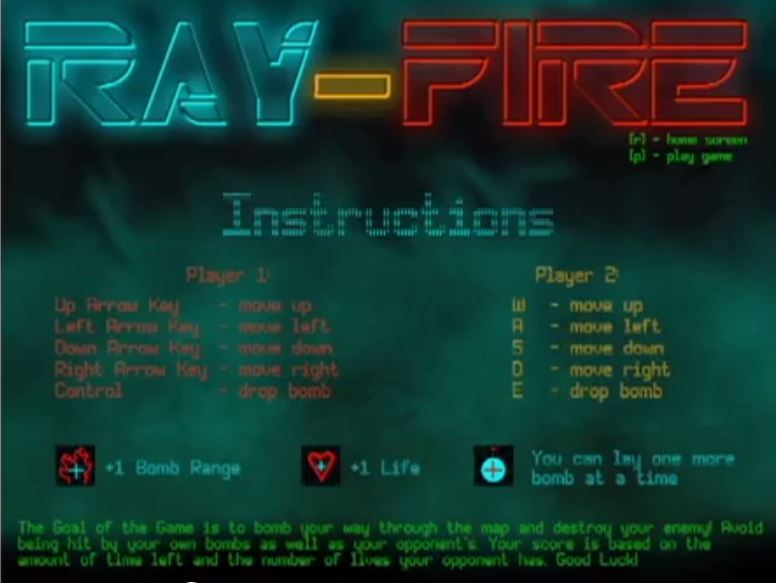 RAY-FIRE
[r] - home screen
[p] - play game
Instructions
Player 1:
Up Arrow Key - move up
Left Arrow Key - move left
Down Arrow Key - move down
Right Arrow Key - move right
Control - drop bomb
Player 2:
W - move up
A - move left
S - move down
D - move right
E - drop bomb
+1 Bomb Range
+1 Life
You can lay one more
bomb at a time
The Goal of the Game is to bomb your way through the map and destroy your enemy! Avoid
being hit by your own bombs as well as your opponent's. Your score is based on the
amount of time left and the number of lives your opponent has. Good Luck!